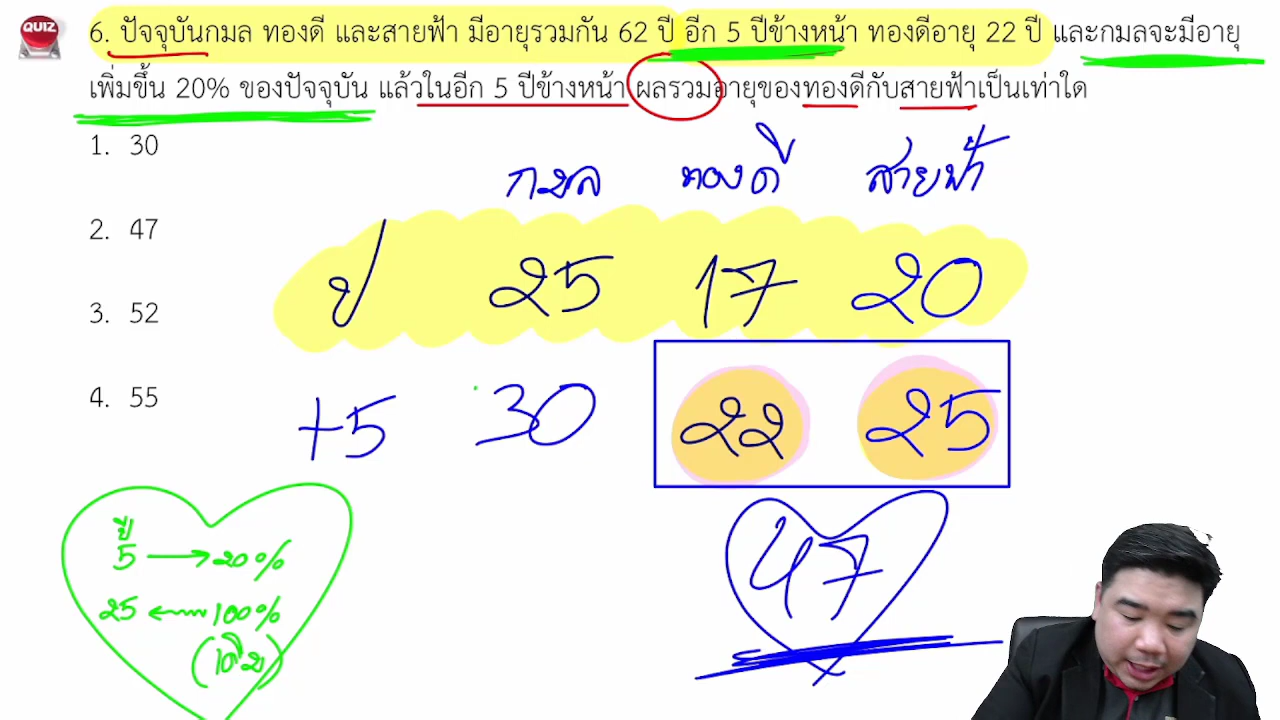 QUIZ
6. ปัจจุบันกมล ทองดี และสายฟ้า มีอายุรวมกัน 62 ปี อีก 5 ปีข้างหน้า ทองดีอายุ 22 ปี และกมลจะมีอายุ
เพิ่มขึ้น 20% ของปัจจุบัน แล้วในอีก 5 ปีข้างหน้า ผลรวมอายุของทองดีกับสายฟ้าเป็นเท่าใด
1. 30
2. 47
3. 52
4. 55
กมล ทองดี สายฟ้า
ป 25 17 20
+5 30 22 25
47
ปี
5 → 20%
25 ← 100%
(เดิม)